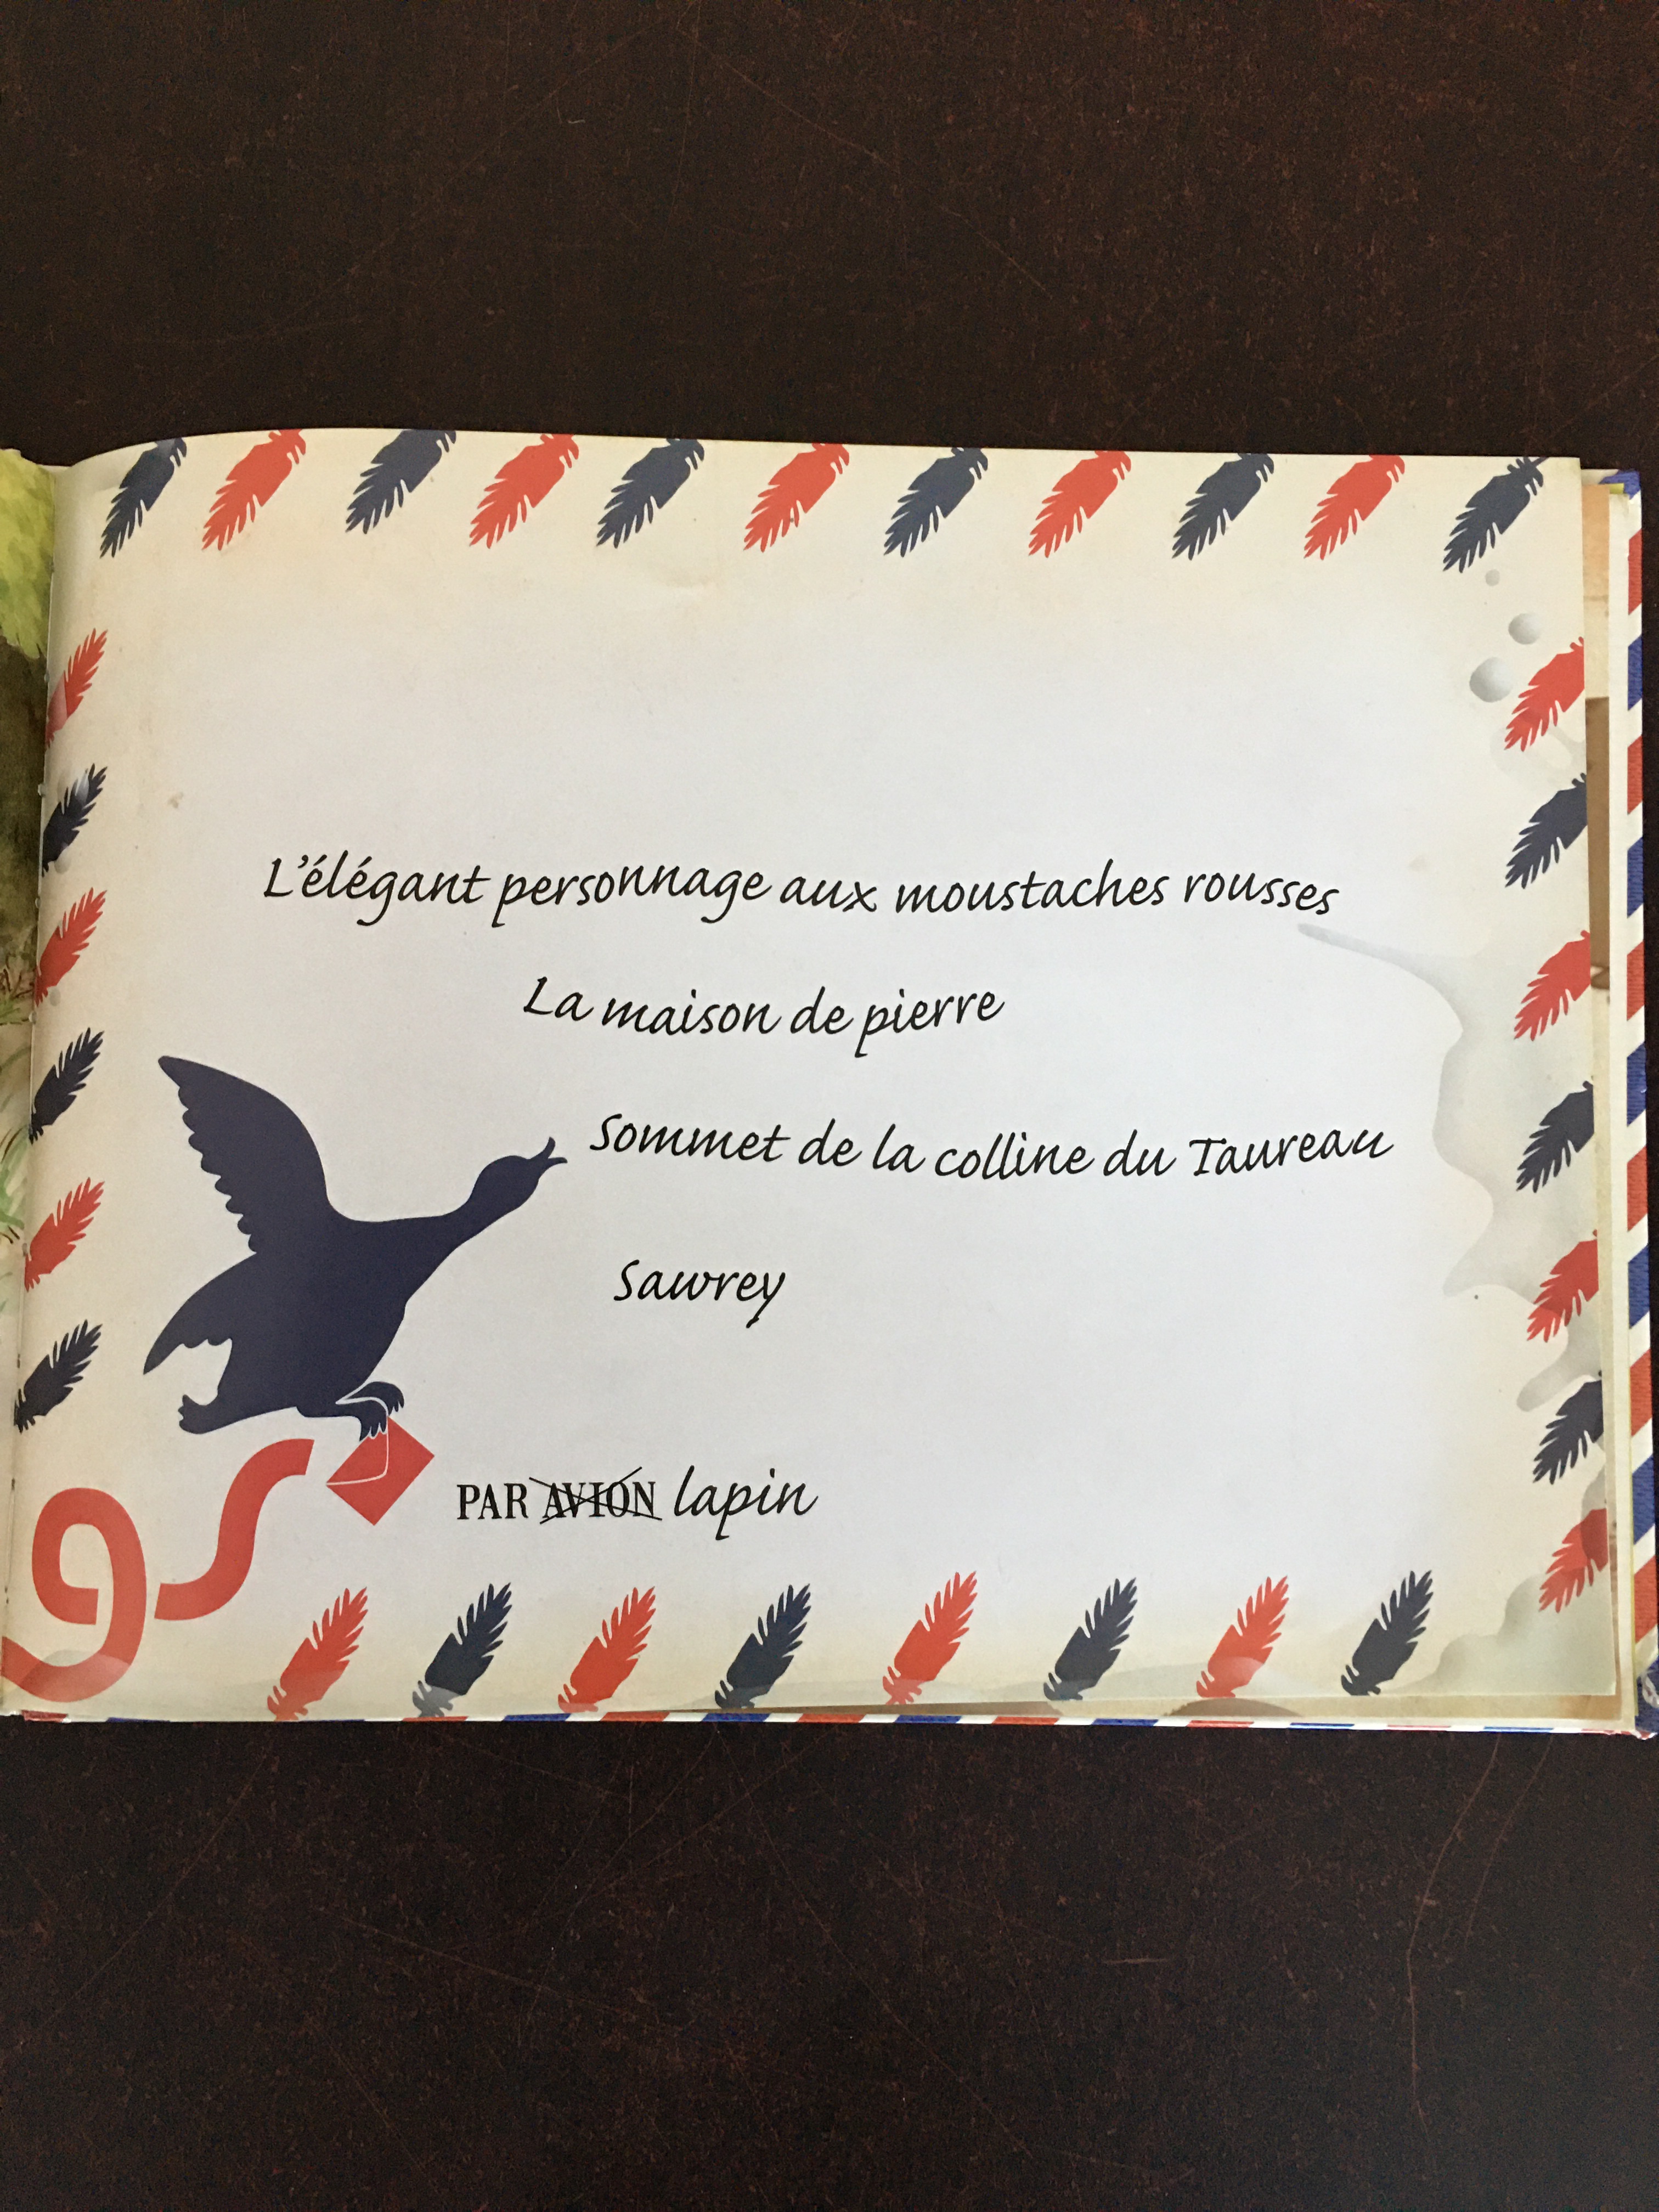 L'élégant personnage aux moustaches rousses
La maison de pierre
Sommet de la colline du Taureau
Sawrey
PAR AVION lapin